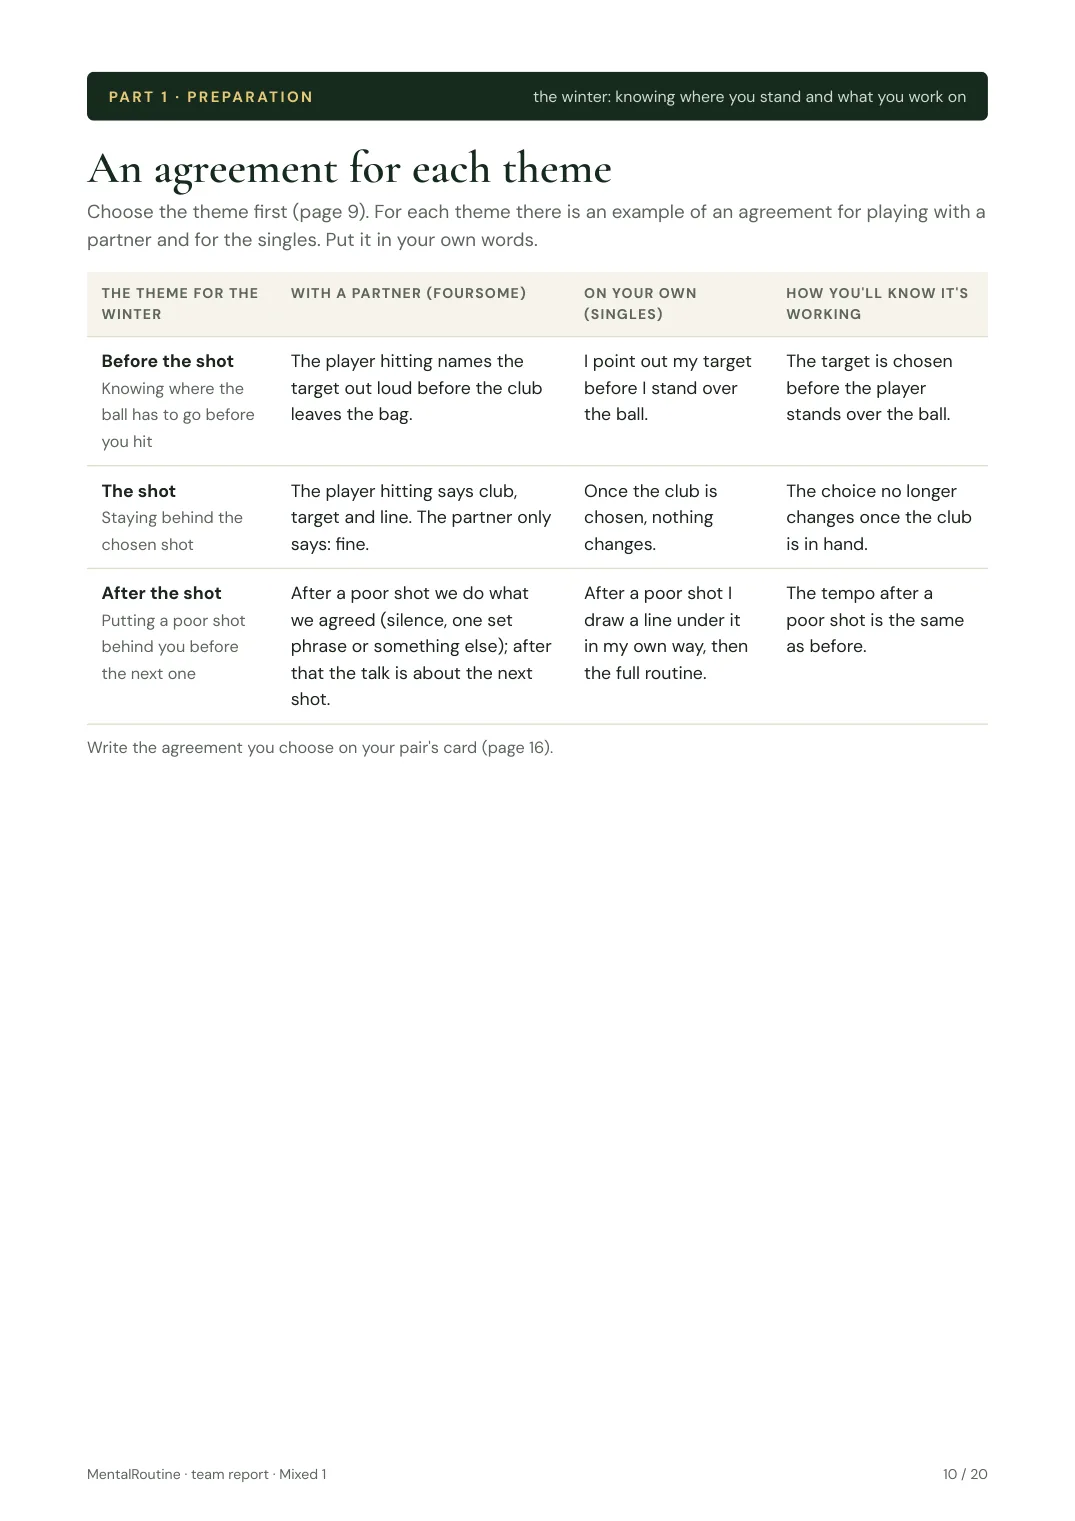 PART 1 · PREPARATION
the winter: knowing where you stand and what you work on
An agreement for each theme
Choose the theme first (page 9). For each theme there is an example of an agreement for playing with a
partner and for the singles. Put it in your own words.
THE THEME FOR THE
WINTER
WITH A PARTNER (FOURSOME)
ON YOUR OWN
(SINGLES)
HOW YOU'LL KNOW IT'S
WORKING
Before the shot
Knowing where the
ball has to go before
you hit
The player hitting names the
target out loud before the club
leaves the bag.
I point out my target
before I stand over
the ball.
The target is chosen
before the player
stands over the ball.
The shot
Staying behind the
chosen shot
The player hitting says club,
target and line. The partner only
says: fine.
Once the club is
chosen, nothing
changes.
The choice no longer
changes once the club
is in hand.
After the shot
Putting a poor shot
behind you before
the next one
After a poor shot we do what
we agreed (silence, one set
phrase or something else); after
that the talk is about the next
shot.
After a poor shot I
draw a line under it
in my own way, then
the full routine.
The tempo after a
poor shot is the same
as before.
Write the agreement you choose on your pair's card (page 16).
MentalRoutine · team report · Mixed 1
10 / 20